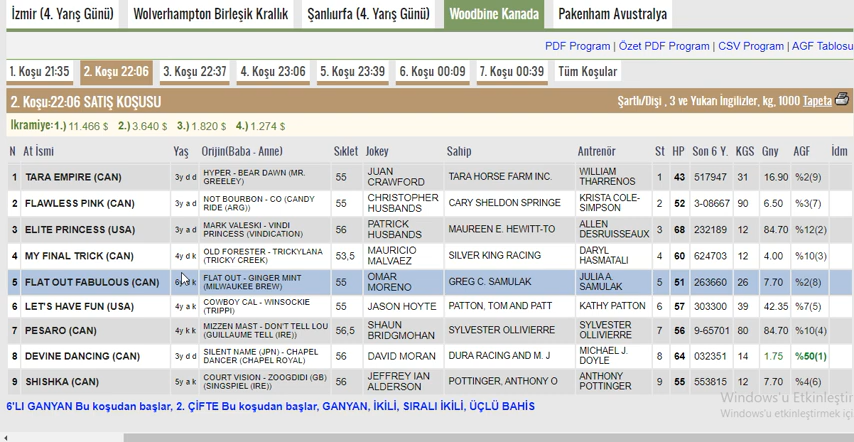 İzmir (4. Yarış Günü) Wolverhampton Birleşik Krallık Şanlıurfa (4. Yarış Günü) Woodbine Kanada Pakenham Avustralya
PDF Program | Özet PDF Program | CSV Program | AGF Tablosu
1. Koşu 21:35 2. Koşu 22:06 3. Koşu 22:37 4. Koşu 23:06 5. Koşu 23:39 6. Koşu 00:09 7. Koşu 00:39 Tüm Koşular
2. Koşu:22:06 SATIŞ KOŞUSU Şartlı/Dişi , 3 ve Yukarı İngilizler, kg, 1000 Tapeta
İkramiye: 1.) 11.466 $ 2.) 3.640 $ 3.) 1.820 $ 4.) 1.274 $
N At İsmi Yaş Orijin(Baba - Anne) Sıklet Jokey Sahip Antrenör St HP Son 6 Y. KGS Gny AGF İdm
1 TARA EMPIRE (CAN) 3y d d HYPER - BEAR DAWN (MR. GREELEY) 55 JUAN CRAWFORD TARA HORSE FARM INC. WILLIAM THARRENOS 1 43 517947 31 16.90 %2(9)
2 FLAWLESS PINK (CAN) 3y a d NOT BOURBON - CO (CANDY RIDE (ARG)) 55 CHRISTOPHER HUSBANDS CARY SHELDON SPRINGE KRISTA COLE-SIMPSON 2 52 3-08667 90 6.50 %3(7)
3 ELITE PRINCESS (USA) 3y a d MARK VALESKI - VINDI PRINCESS (VINDICATION) 56 PATRICK HUSBANDS MAUREEN E. HEWITT-TO ALLEN DESRUISSEAUX 3 68 232189 12 84.70 %12(2)
4 MY FINAL TRICK (CAN) 4y d k OLD FORESTER - TRICKYLANA (TRICKY CREEK) 53,5 MAURICIO MALVAEZ SILVER KING RACING DARYL HASMATALI 4 60 624703 12 4.00 %10(3)
5 FLAT OUT FABULOUS (CAN) k FLAT OUT - GINGER MINT (MILWAUKEE BREW) 55 OMAR MORENO GREG C. SAMULAK JULIA A. SAMULAK 5 51 263660 26 7.70 %2(8)
6 LET'S HAVE FUN (USA) 4y a k COWBOY CAL - WINSOCKIE (TRIPPI) 55 JASON HOYTE PATTON, TOM AND PATT KATHY PATTON 6 57 303300 39 42.35 %7(5)
7 PESARO (CAN) 4y k k MIZZEN MAST - DON'T TELL LOU (GUILLAUME TELL (IRE)) 56,5 SHAUN BRIDGMOHAN SYLVESTER OLLIVIERRE SYLVESTER OLLIVIERRE 7 56 9-65701 80 84.70 %10(4)
8 DEVINE DANCING (CAN) 3y d d SILENT NAME (JPN) - CHAPEL DANCER (CHAPEL ROYAL) 56 DAVID MORAN DURA RACING AND M. J MICHAEL J. DOYLE 8 64 032351 14 1.75 %50(1)
9 SHISHKA (CAN) 5y a k COURT VISION - ZOOGDIDI (GB) (SINGSPIEL (IRE)) 56 JEFFREY IAN ALDERSON POTTINGER, ANTHONY O ANTHONY POTTINGER 9 55 553815 12 7.70 %4(6)
6'LI GANYAN Bu koşudan başlar, 2. ÇİFTE Bu koşudan başlar, GANYAN, İKİLİ, SIRALI İKİLİ, ÜÇLÜ BAHİS
Windows'u Etkinleştir
Windows'u etkinleştirmek içi